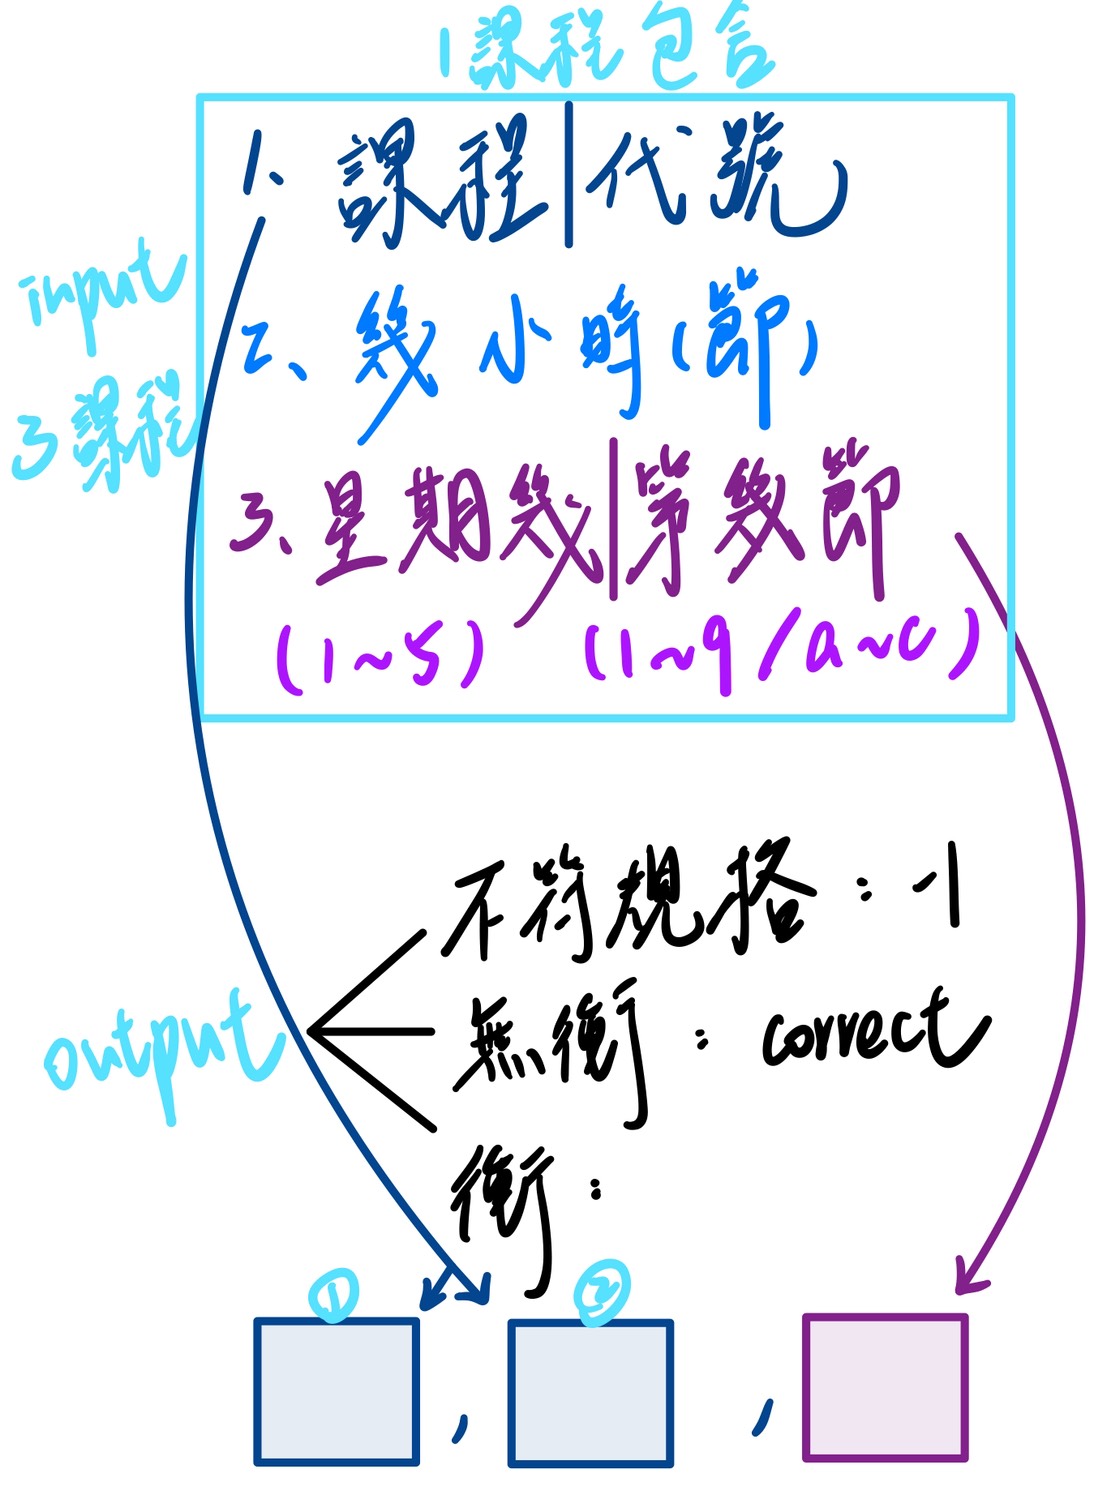 1課程包含
1、課程|代號
input
2、幾小時(節)
3課程
3、星期幾|第幾節
(1~5) (1~9/a~c)
不符規格:-1
output
無衝:correct
衝:
① ②
, ,